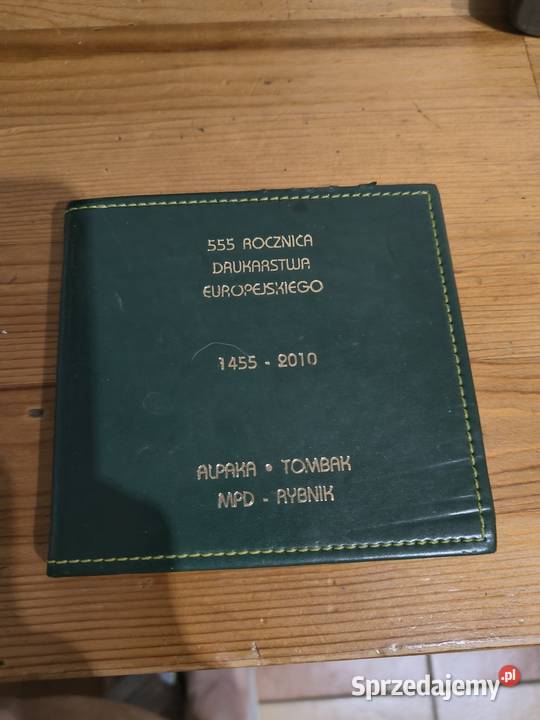 555 ROCZNICA
DRUKARSTWA
EUROPEJSKIEGO
1455 - 2010
ALPAKA • TOMBAK
MPD - RYBNIK
Sprzedajemy.pl